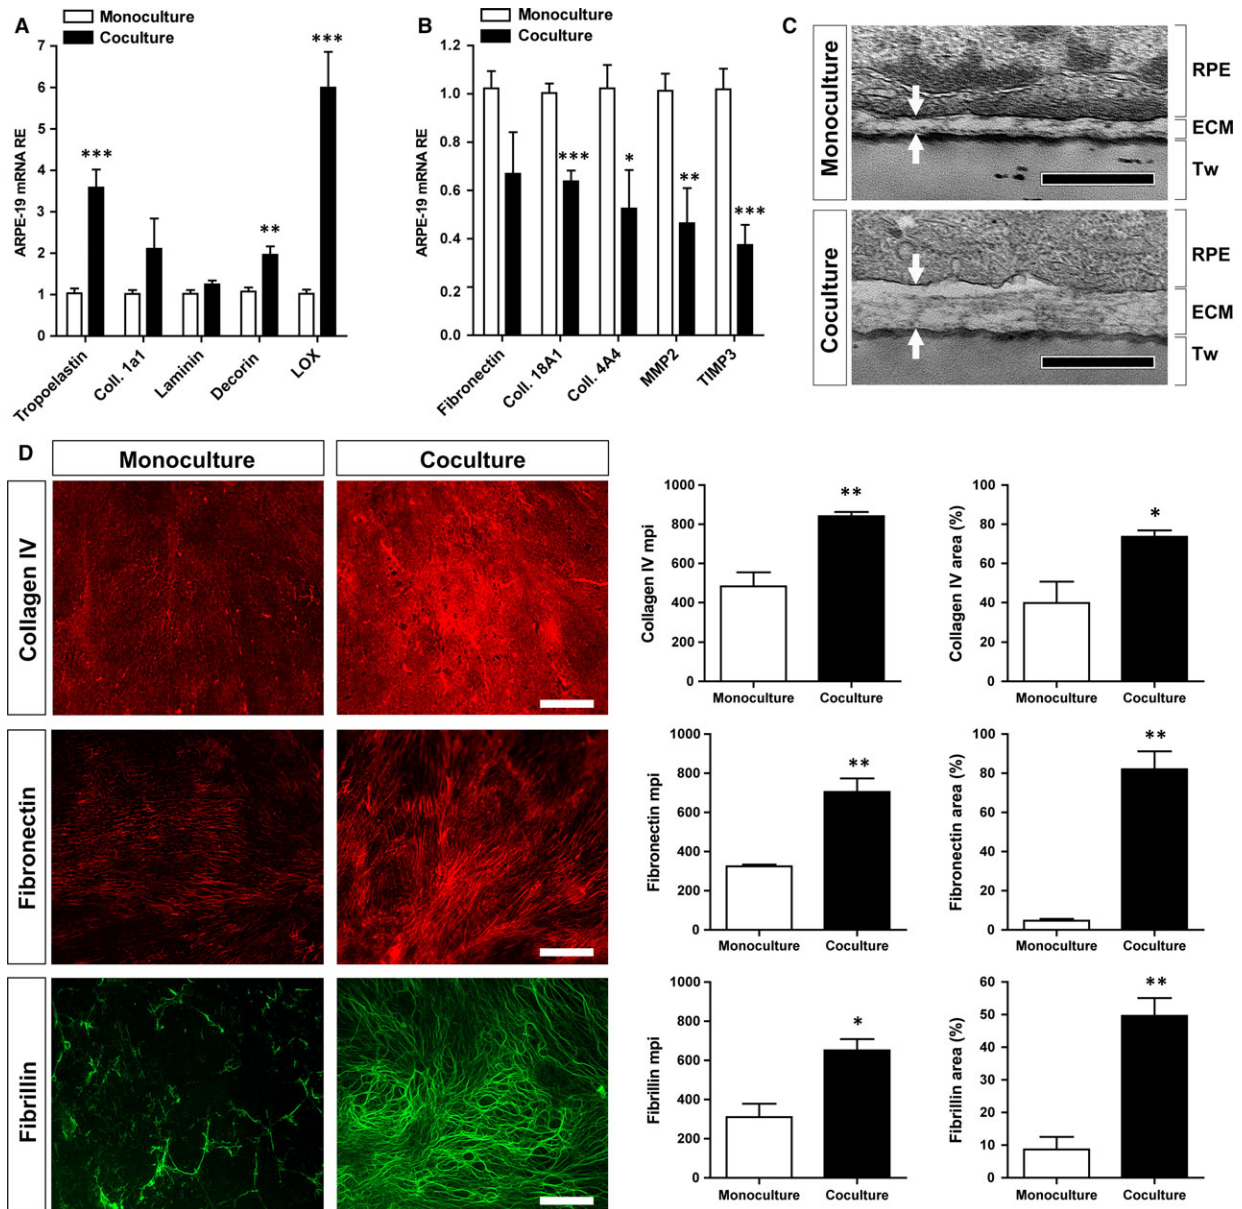 A
Monoculture
Coculture
ARPE-19 mRNA RE
7
6
5
4
3
2
1
0
***
**
***
Tropoelastin
Coll. 1a1
Laminin
Decorin
LOX
B
Monoculture
Coculture
ARPE-19 mRNA RE
1.2
1.0
0.8
0.6
0.4
0.2
0.0
***
*
**
***
Fibronectin
Coll. 18A1
Coll. 4A4
MMP2
TIMP3
C
Monoculture
RPE
ECM
Tw
Coculture
RPE
ECM
Tw
D
Monoculture
Coculture
Collagen IV
Collagen IV mpi
1000
800
600
400
200
0
**
Monoculture
Coculture
Collagen IV area (%)
100
80
60
40
20
0
*
Monoculture
Coculture
Fibronectin
Fibronectin mpi
1000
800
600
400
200
0
**
Monoculture
Coculture
Fibronectin area (%)
100
80
60
40
20
0
**
Monoculture
Coculture
Fibrillin
Fibrillin mpi
1000
800
600
400
200
0
*
Monoculture
Coculture
Fibrillin area (%)
60
50
40
30
20
10
0
**
Monoculture
Coculture